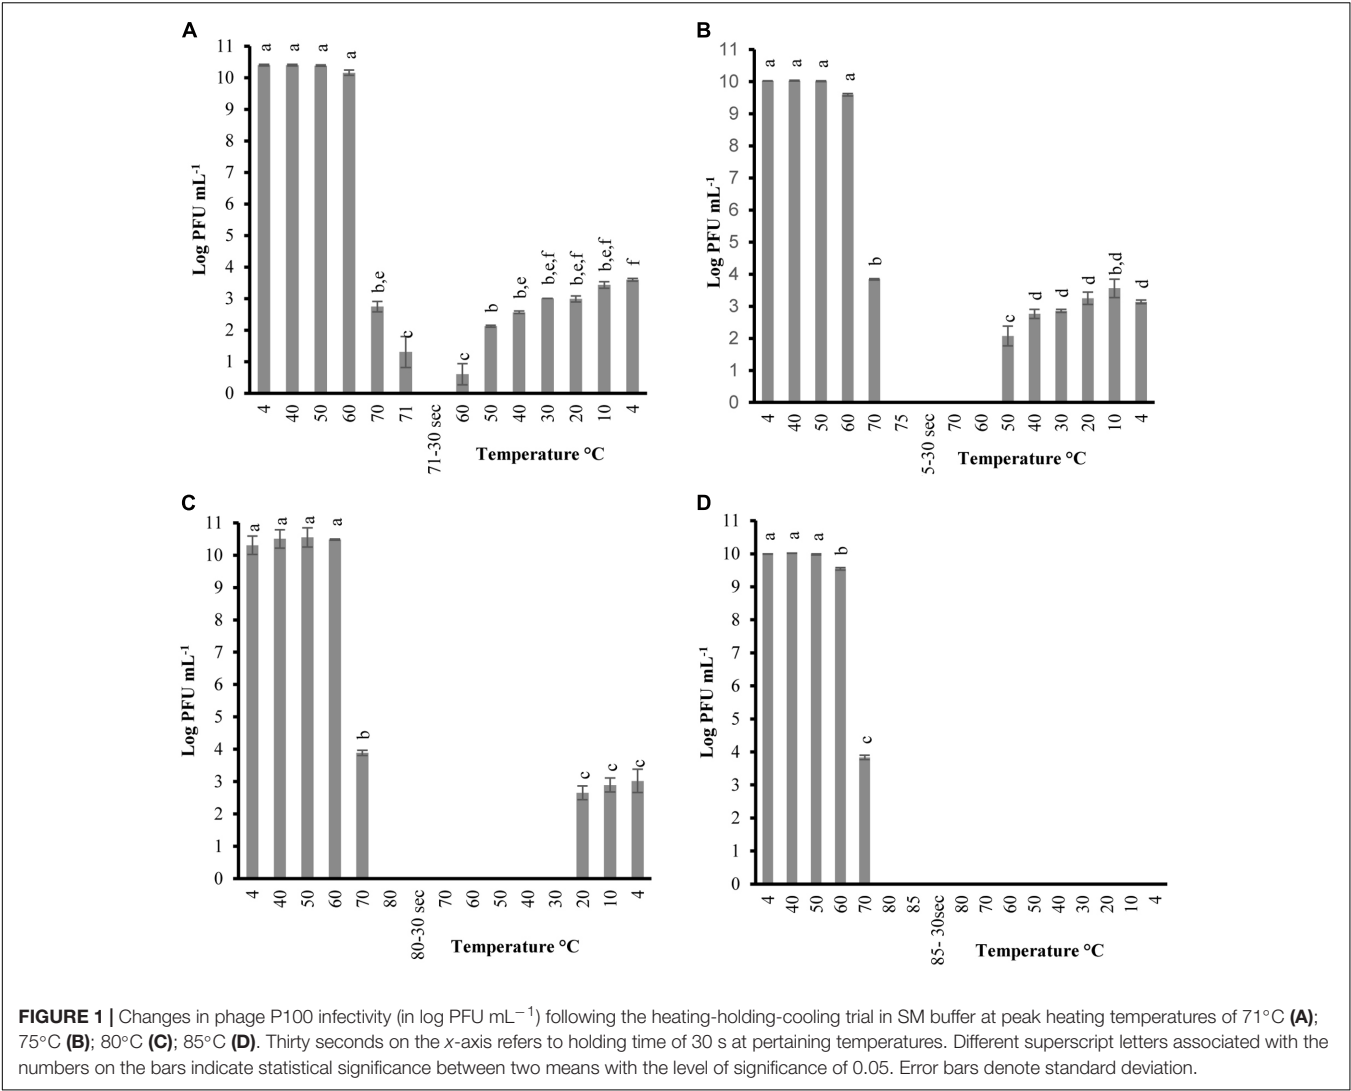 A
11
10
9
8
7
6
5
4
3
2
1
0
Log PFU mL-1
a a a a b,e c c b b,e b,e,f b,e,f b,e,f f
4 40 50 60 70 71 71-30 sec 60 50 40 30 20 10 4
Temperature °C
B
11
10
9
8
7
6
5
4
3
2
1
0
Log PFU mL-1
a a a a b c d d d b,d d
4 40 50 60 70 75 5-30 sec 70 60 50 40 30 20 10 4
Temperature °C
C
11
10
9
8
7
6
5
4
3
2
1
0
Log PFU mL-1
a a a a b c c c
4 40 50 60 70 80 80-30 sec 70 60 50 40 30 20 10 4
Temperature °C
D
11
10
9
8
7
6
5
4
3
2
1
0
Log PFU mL-1
a a a b c
4 40 50 60 70 80 85 85- 30sec 80 70 60 50 40 30 20 10 4
Temperature °C
FIGURE 1 | Changes in phage P100 infectivity (in log PFU mL−1) following the heating-holding-cooling trial in SM buffer at peak heating temperatures of 71°C (A);
75°C (B); 80°C (C); 85°C (D). Thirty seconds on the x-axis refers to holding time of 30 s at pertaining temperatures. Different superscript letters associated with the
numbers on the bars indicate statistical significance between two means with the level of significance of 0.05. Error bars denote standard deviation.